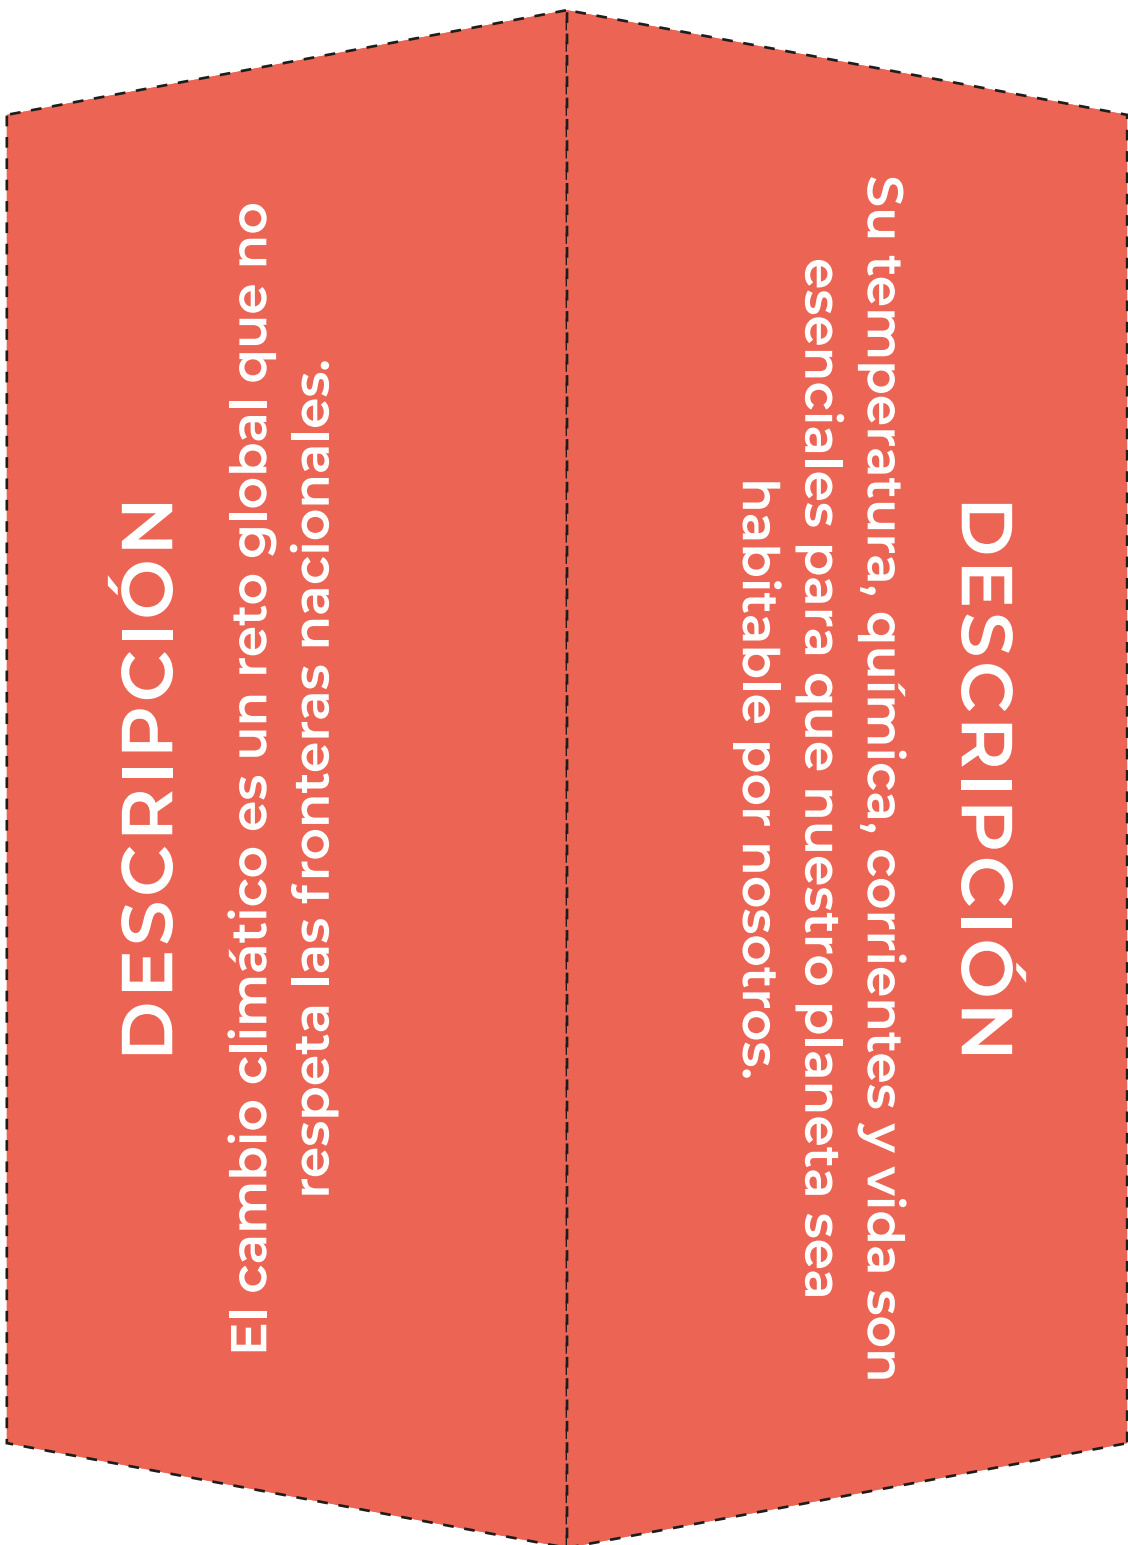 DESCRIPCIÓN
El cambio climático es un reto global que no
respeta las fronteras nacionales.
DESCRIPCIÓN
Su temperatura, química, corrientes y vida son
esenciales para que nuestro planeta sea
habitable por nosotros.